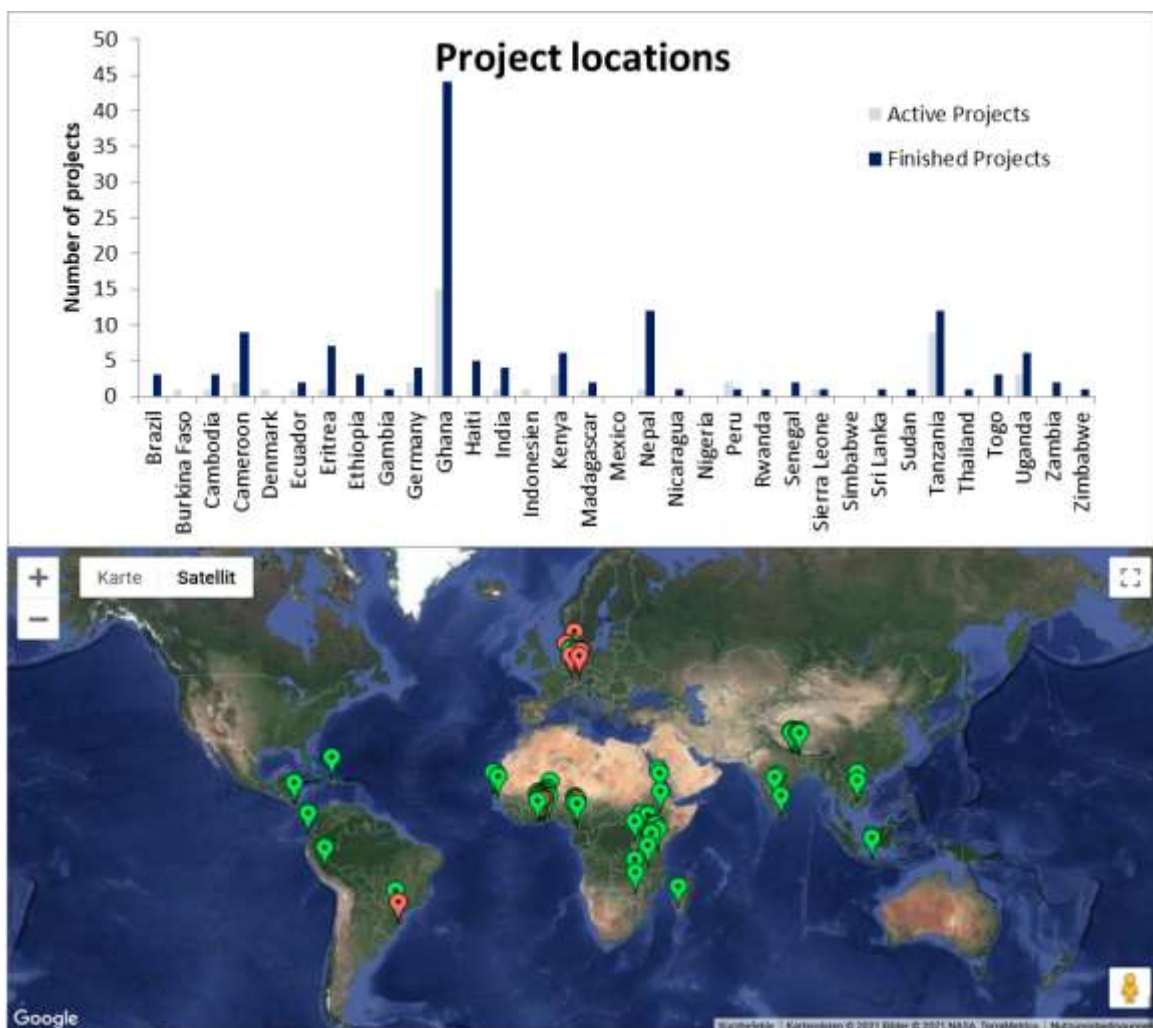 Project locations
50
45
40
35
30
25
20
15
10
5
0
Number of projects
Active Projects
Finished Projects
Brazil
Burkina Faso
Cambodia
Cameroon
Denmark
Ecuador
Eritrea
Ethiopia
Gambia
Germany
Ghana
Haiti
India
Indonesien
Kenya
Madagascar
Mexico
Nepal
Nicaragua
Nigeria
Peru
Rwanda
Senegal
Sierra Leone
Simbabwe
Sri Lanka
Sudan
Tanzania
Thailand
Togo
Uganda
Zambia
Zimbabwe
+
Karte Satellit
−
Google